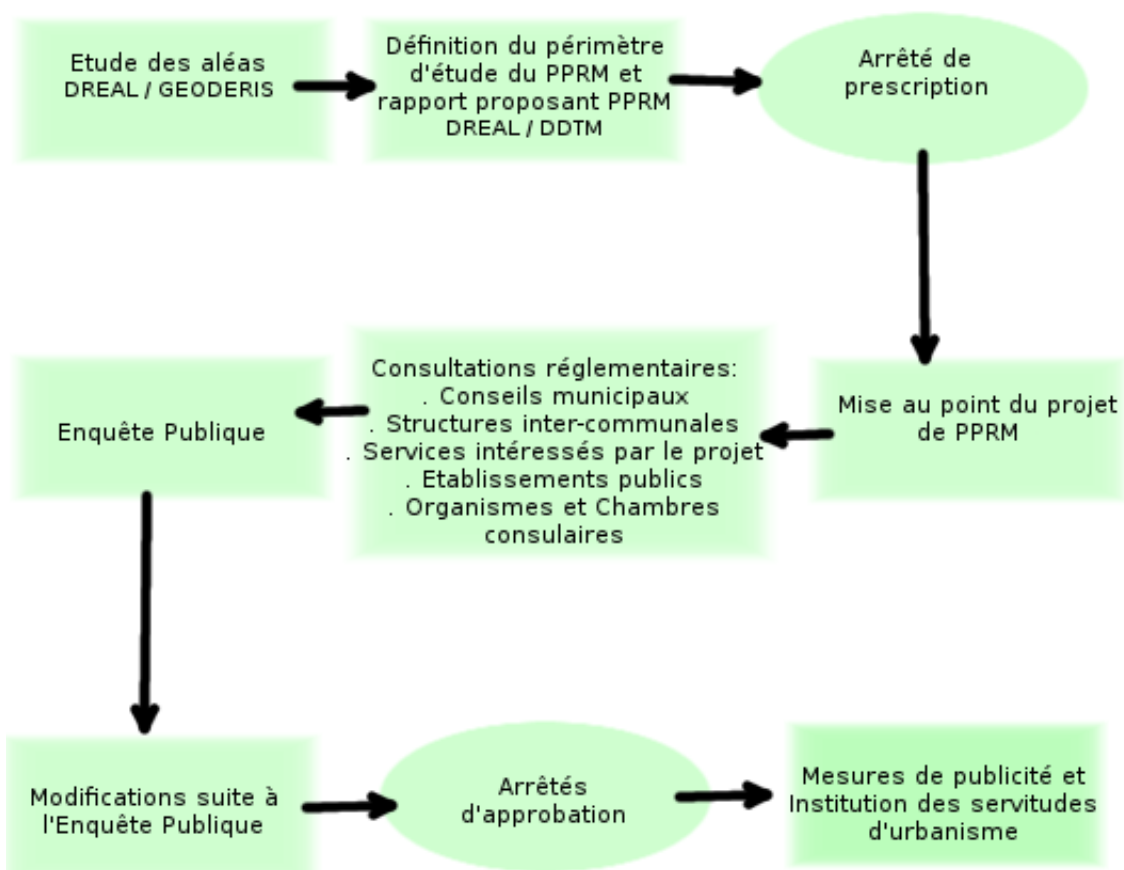 Etude des aléas
DREAL / GEODERIS
Définition du périmètre
d'étude du PPRM et
rapport proposant PPRM
DREAL / DDTM
Arrêté de
prescription
Mise au point du projet
de PPRM
Consultations réglementaires:
. Conseils municipaux
. Structures inter-communales
. Services intéressés par le projet
. Etablissements publics
. Organismes et Chambres
consulaires
Enquête Publique
Modifications suite à
l'Enquête Publique
Arrêtés
d'approbation
Mesures de publicité et
Institution des servitudes
d'urbanisme